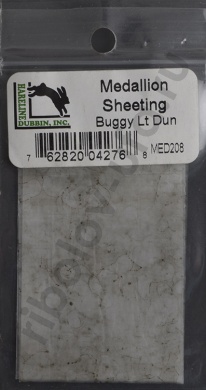 HARELINE
DUBBIN, INC.
Medallion
Sheeting
Buggy Lt Dun
7 62820 04276 8
MED208